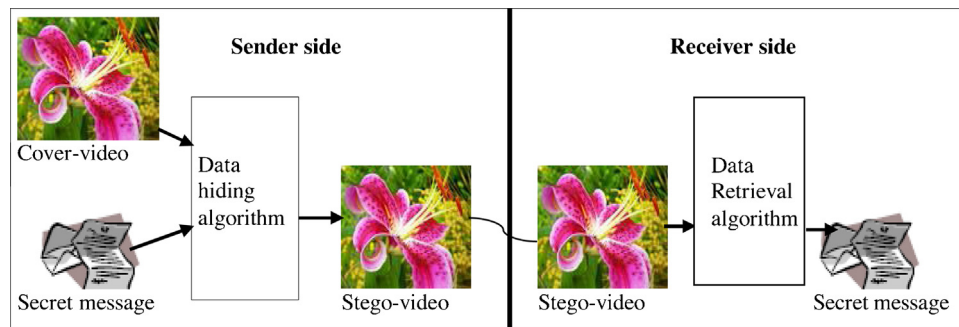 Sender side
Cover-video
Data
hiding
algorithm
Secret message
Stego-video
Receiver side
Stego-video
Data
Retrieval
algorithm
Secret message